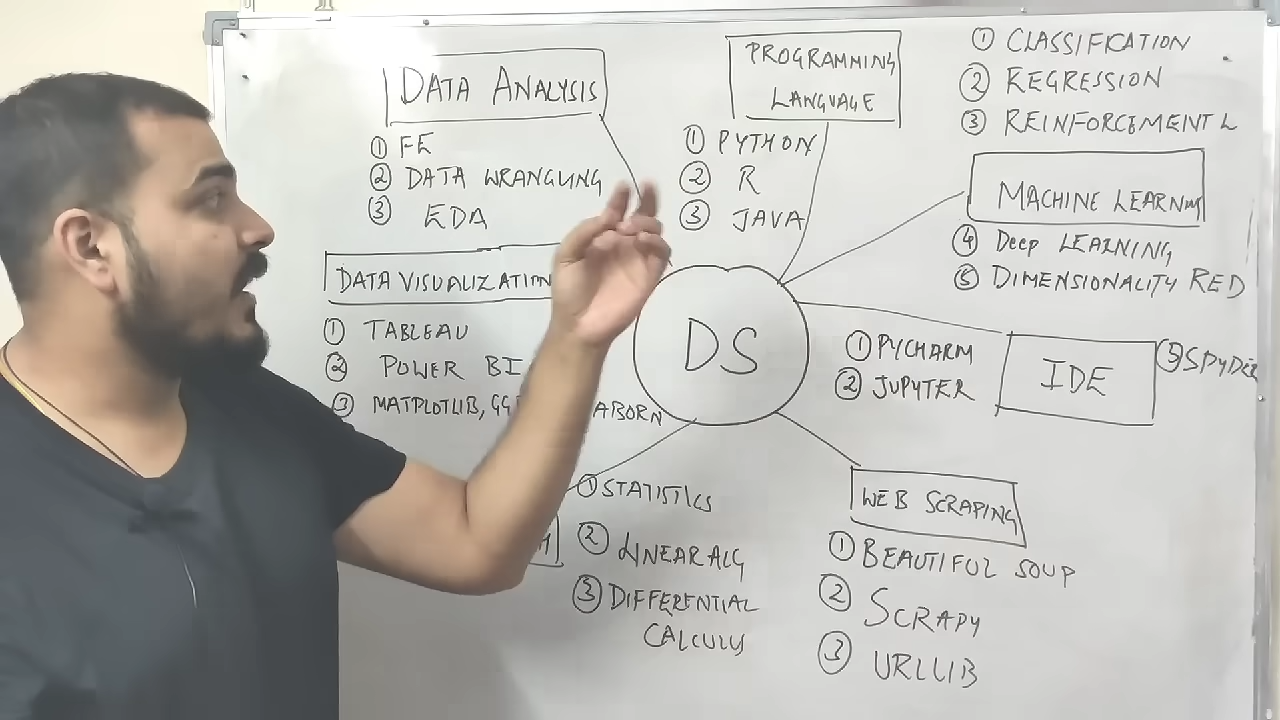 DATA ANALYSIS
① FE
② DATA WRANGLING
③ EDA
PROGRAMMING
LANGUAGE
① PYTHON
② R
③ JAVA
① CLASSIFICATION
② REGRESSION
③ REINFORCEMENT L
MACHINE LEARNING
④ Deep LEARNING
⑤ DIMENSIONALITY RED
DATA VISUALIZATION
① TABLEAU
② POWER BI
③ MATPLOTLIB, GG ABORN
DS
① PYCHARM
② JUPYTER
IDE
③ SPYDER
① STATISTICS
② LINEAR ALG
③ DIFFERENTIAL
CALCULUS
WEB SCRAPING
① BEAUTIFUL SOUP
② SCRAPY
③ URLLIB